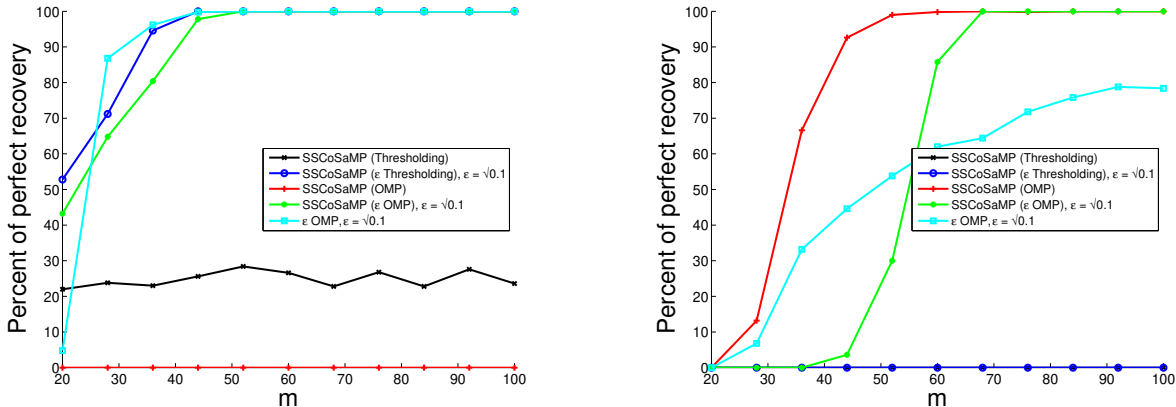 Percent of perfect recovery
100
90
80
70
60
50
40
30
20
10
0
SSCoSaMP (Thresholding)
SSCoSaMP (ε Thresholding), ε = √0.1
SSCoSaMP (OMP)
SSCoSaMP (ε OMP), ε = √0.1
ε OMP, ε = √0.1
20 30 40 50 60 70 80 90 100
m
Percent of perfect recovery
100
90
80
70
60
50
40
30
20
10
0
SSCoSaMP (Thresholding)
SSCoSaMP (ε Thresholding), ε = √0.1
SSCoSaMP (OMP)
SSCoSaMP (ε OMP), ε = √0.1
ε OMP, ε = √0.1
20 30 40 50 60 70 80 90 100
m